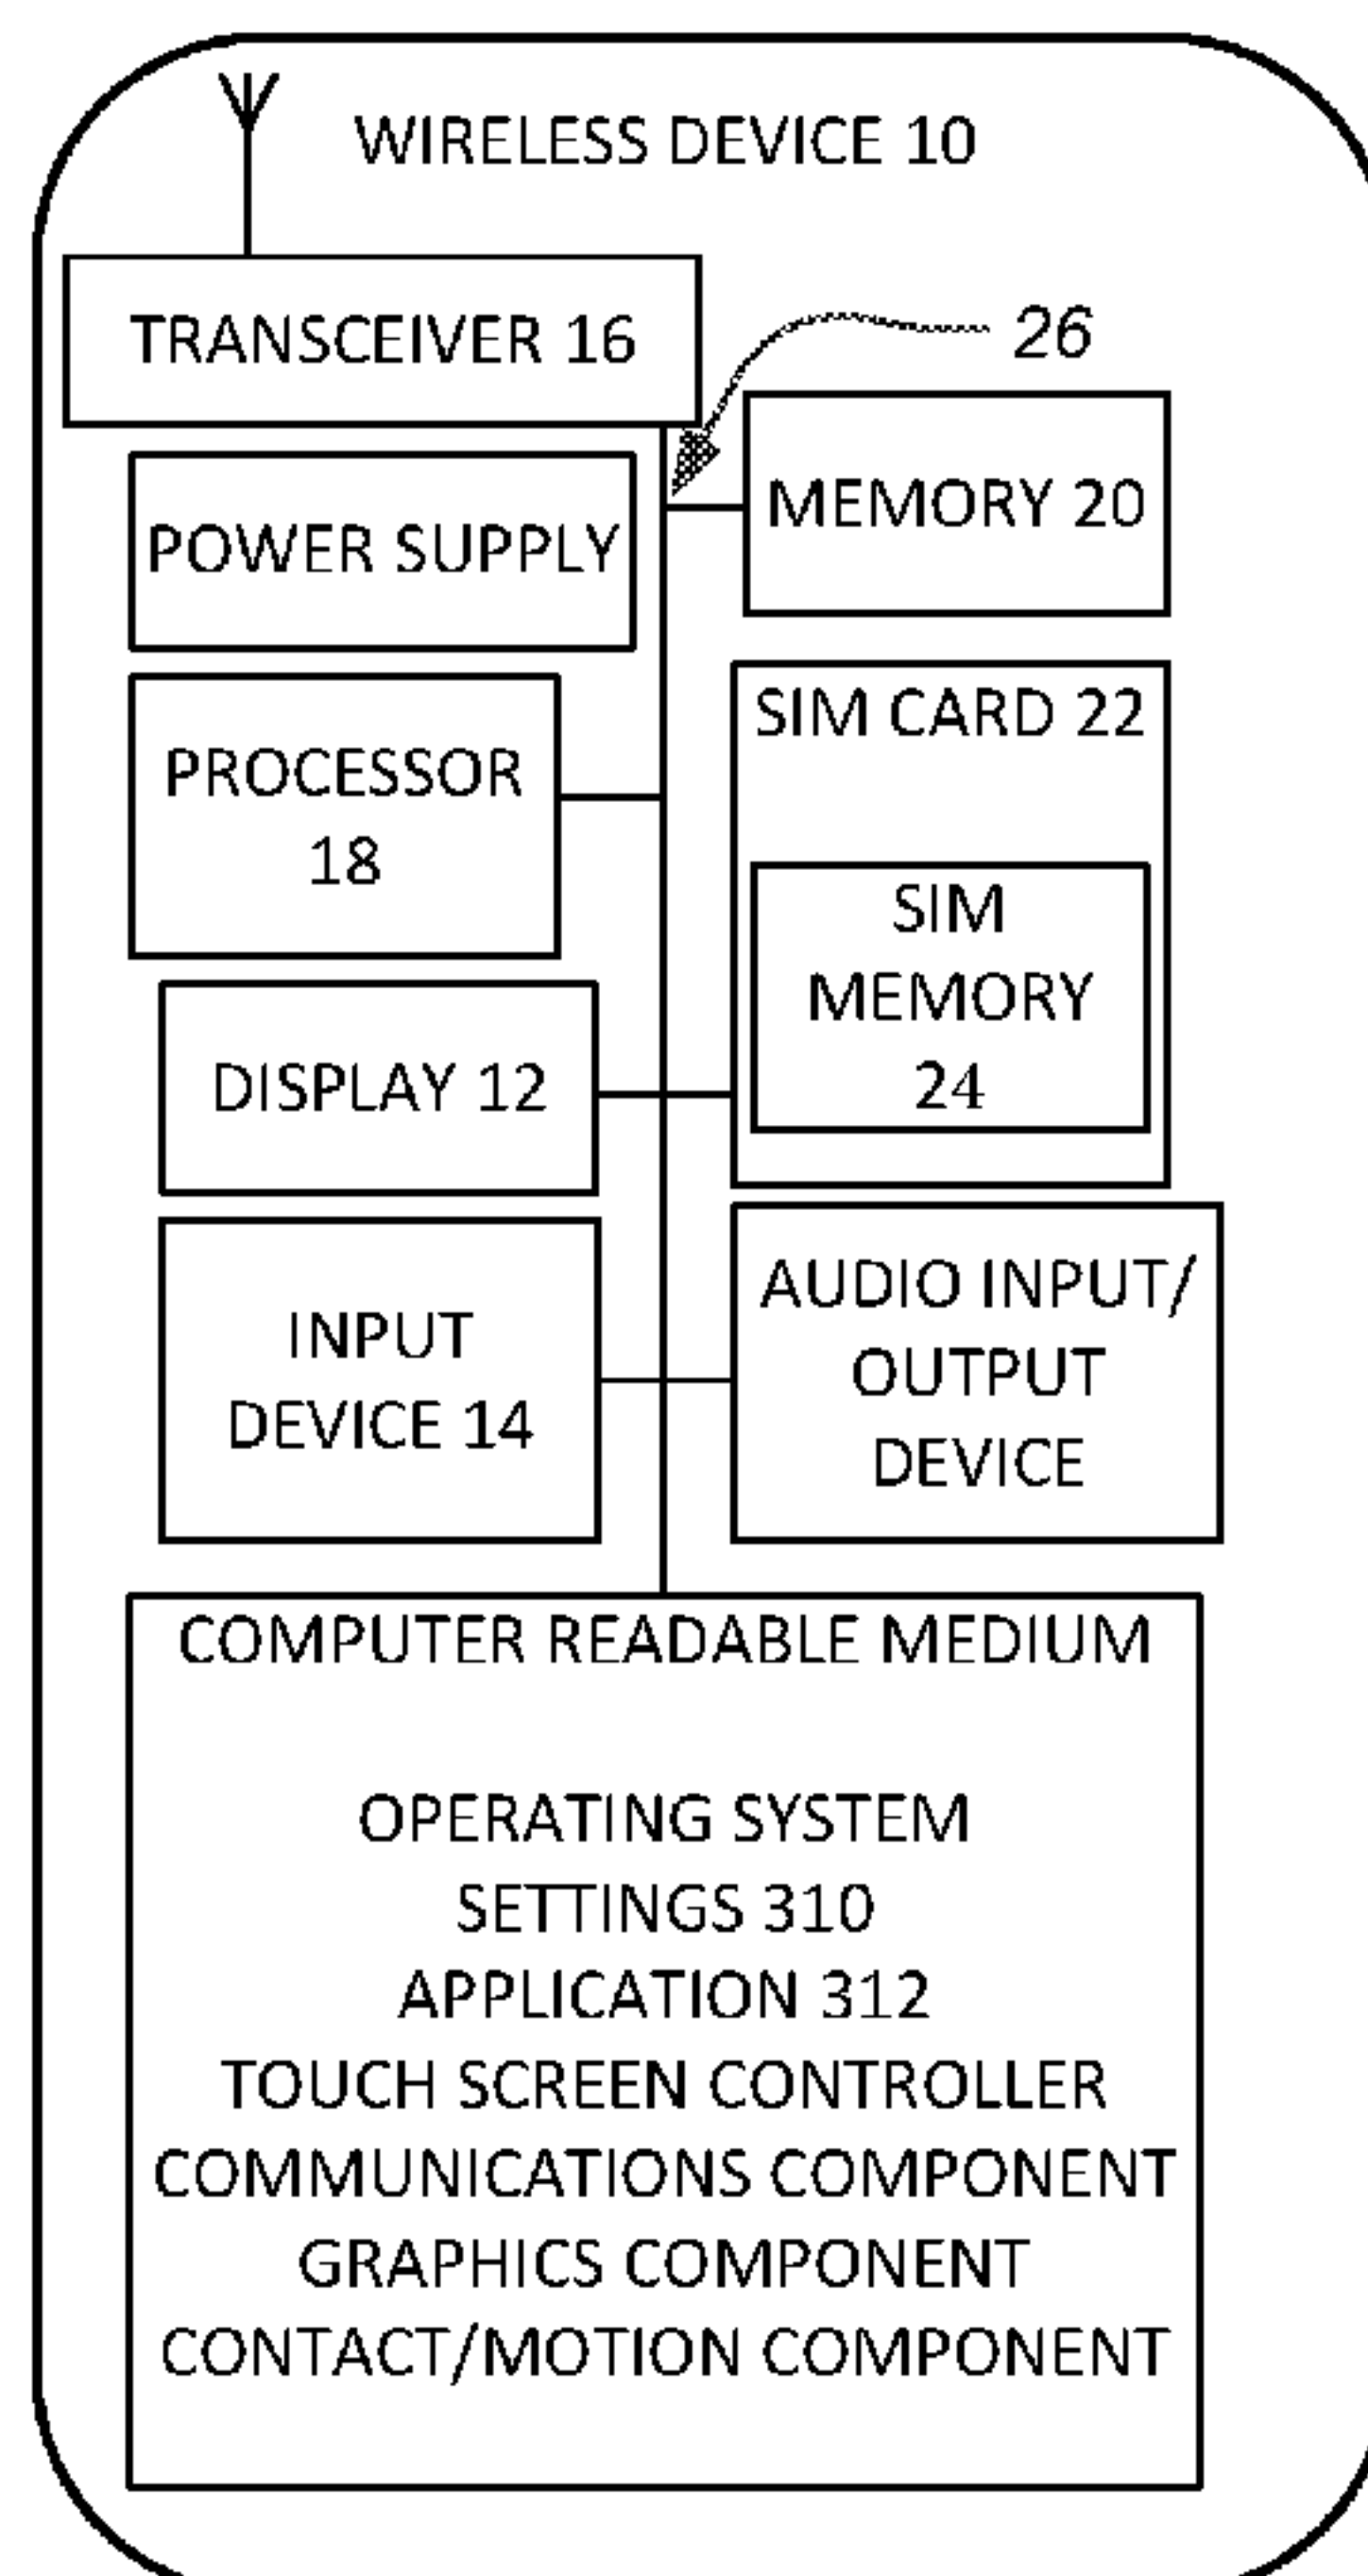 WIRELESS DEVICE 10
TRANSCEIVER 16
26
MEMORY 20
POWER SUPPLY
SIM CARD 22
PROCESSOR
18
SIM
MEMORY
24
DISPLAY 12
AUDIO INPUT/
OUTPUT
DEVICE
INPUT
DEVICE 14
COMPUTER READABLE MEDIUM
OPERATING SYSTEM
SETTINGS 310
APPLICATION 312
TOUCH SCREEN CONTROLLER
COMMUNICATIONS COMPONENT
GRAPHICS COMPONENT
CONTACT/MOTION COMPONENT